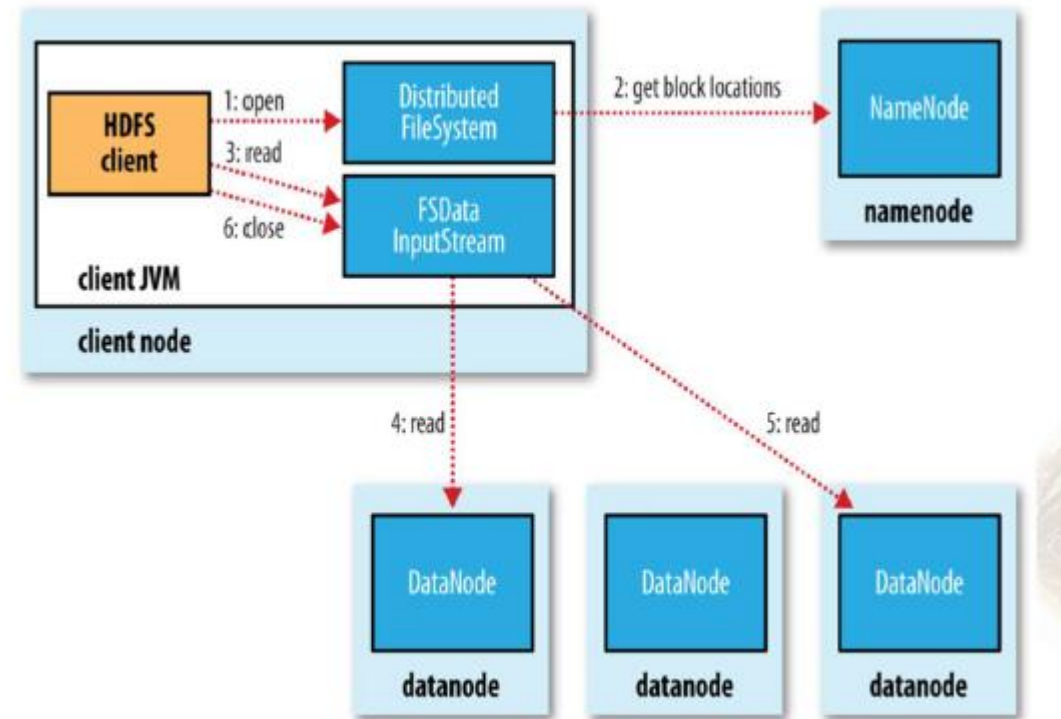 HDFS
client
1: open
3: read
6: close
Distributed
FileSystem
FSData
InputStream
client JVM
client node
2: get block locations
NameNode
namenode
4: read
5: read
DataNode
datanode
DataNode
datanode
DataNode
datanode